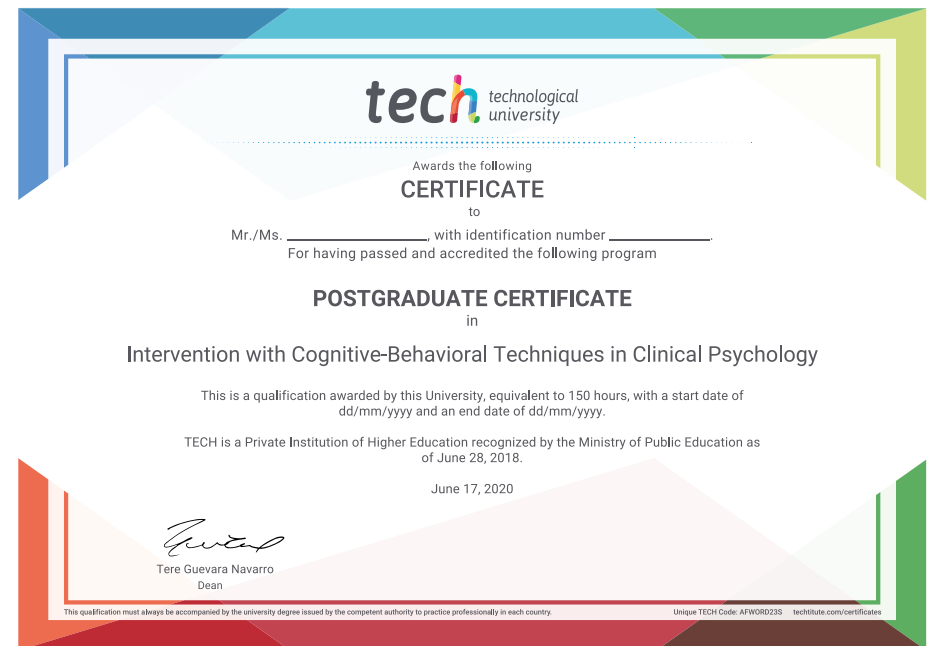 tech technological
university
Awards the following
CERTIFICATE
to
Mr./Ms. ____________________, with identification number ______________.
For having passed and accredited the following program
POSTGRADUATE CERTIFICATE
in
Intervention with Cognitive-Behavioral Techniques in Clinical Psychology
This is a qualification awarded by this University, equivalent to 150 hours, with a start date of
dd/mm/yyyy and an end date of dd/mm/yyyy.
TECH is a Private Institution of Higher Education recognized by the Ministry of Public Education as
of June 28, 2018.
June 17, 2020
Tere Guevara Navarro
Dean
This qualification must always be accompanied by the university degree issued by the competent authority to practice professionally in each country. Unique TECH Code: AFWORD23S techtitute.com/certificates